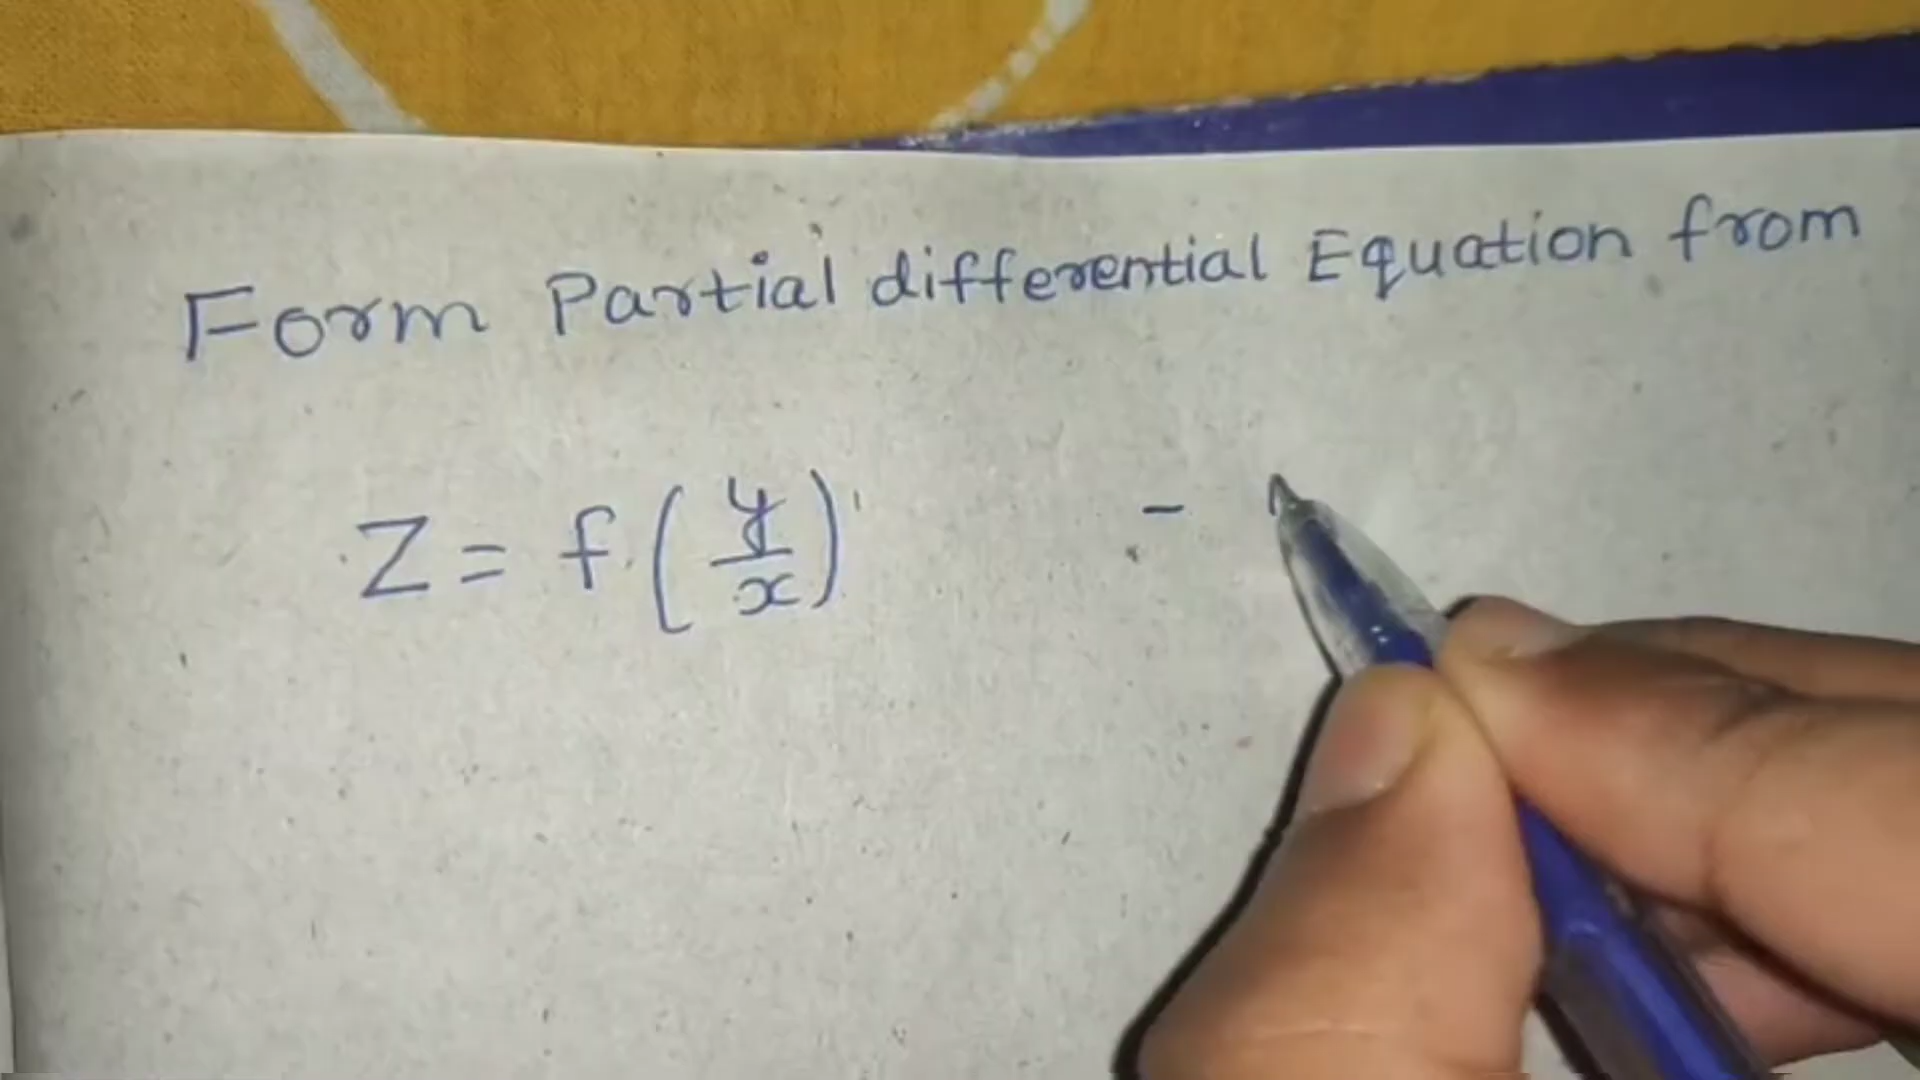 Form Partial differential Equation from
Z = f(y/x) -